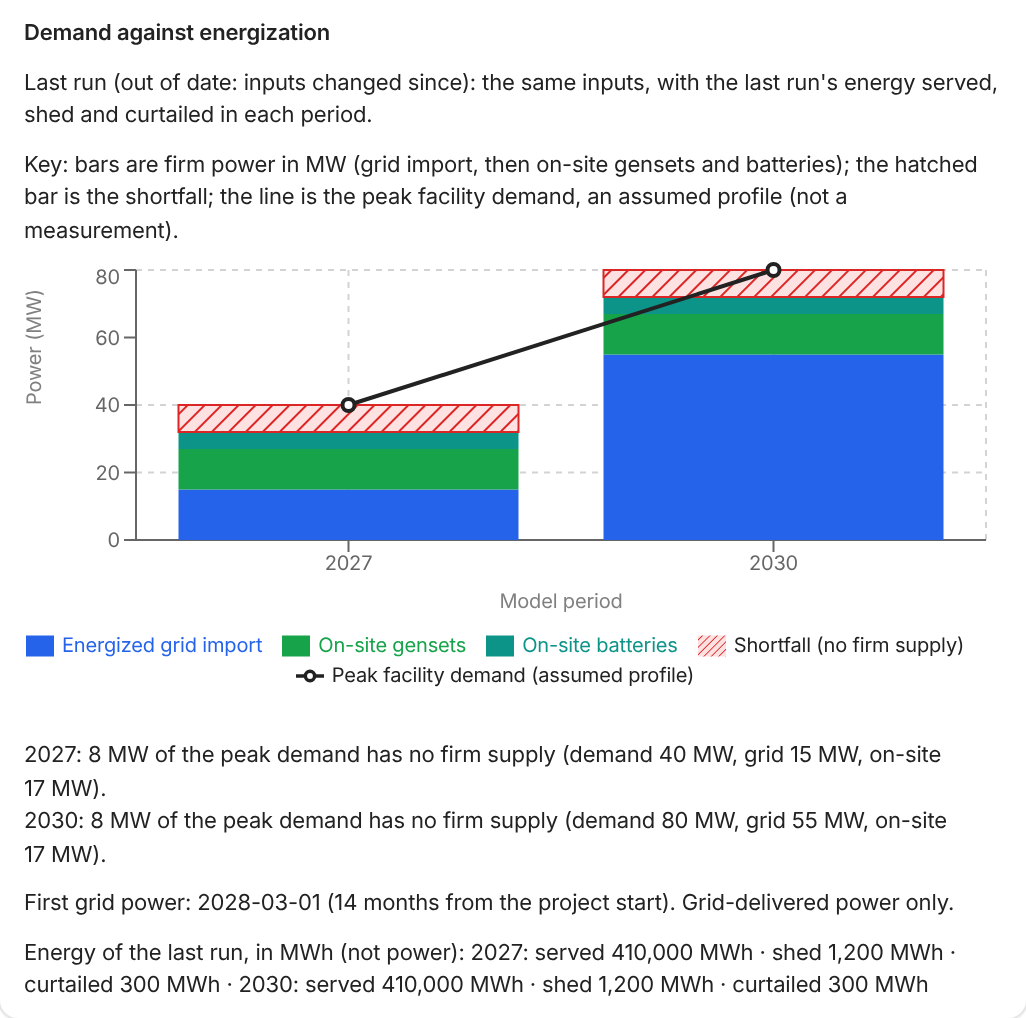 Demand against energization
Last run (out of date: inputs changed since): the same inputs, with the last run's energy served,
shed and curtailed in each period.
Key: bars are firm power in MW (grid import, then on-site gensets and batteries); the hatched
bar is the shortfall; the line is the peak facility demand, an assumed profile (not a
measurement).
80
60
40
20
0
Power (MW)
2027
2030
Model period
Energized grid import
On-site gensets
On-site batteries
Shortfall (no firm supply)
Peak facility demand (assumed profile)
2027: 8 MW of the peak demand has no firm supply (demand 40 MW, grid 15 MW, on-site
17 MW).
2030: 8 MW of the peak demand has no firm supply (demand 80 MW, grid 55 MW, on-site
17 MW).
First grid power: 2028-03-01 (14 months from the project start). Grid-delivered power only.
Energy of the last run, in MWh (not power): 2027: served 410,000 MWh · shed 1,200 MWh ·
curtailed 300 MWh · 2030: served 410,000 MWh · shed 1,200 MWh · curtailed 300 MWh